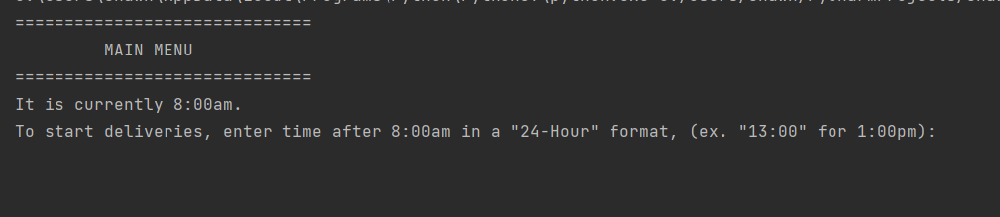 ==============================
MAIN MENU
==============================
It is currently 8:00am.
To start deliveries, enter time after 8:00am in a "24-Hour" format, (ex. "13:00" for 1:00pm):